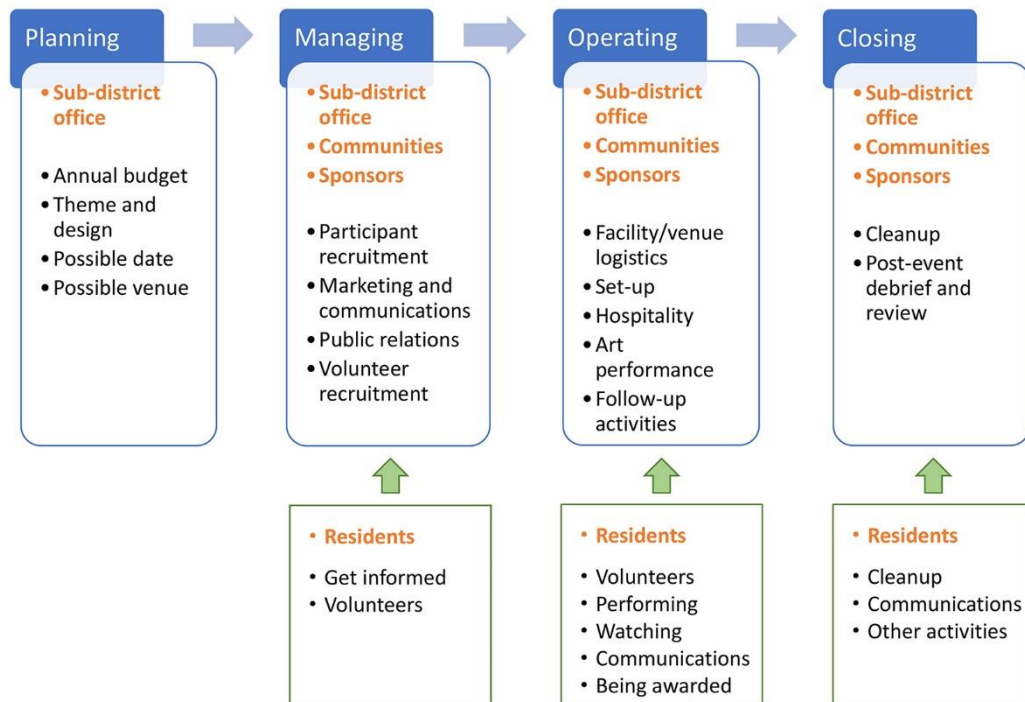 Planning
• Sub-district
office
• Annual budget
• Theme and
design
• Possible date
• Possible venue
Managing
• Sub-district
office
• Communities
• Sponsors
• Participant
recruitment
• Marketing and
communications
• Public relations
• Volunteer
recruitment
Operating
• Sub-district
office
• Communities
• Sponsors
• Facility/venue
logistics
• Set-up
• Hospitality
• Art
performance
• Follow-up
activities
Closing
• Sub-district
office
• Communities
• Sponsors
• Cleanup
• Post-event
debrief and
review
• Residents
• Get informed
• Volunteers
• Residents
• Volunteers
• Performing
• Watching
• Communications
• Being awarded
• Residents
• Cleanup
• Communications
• Other activities